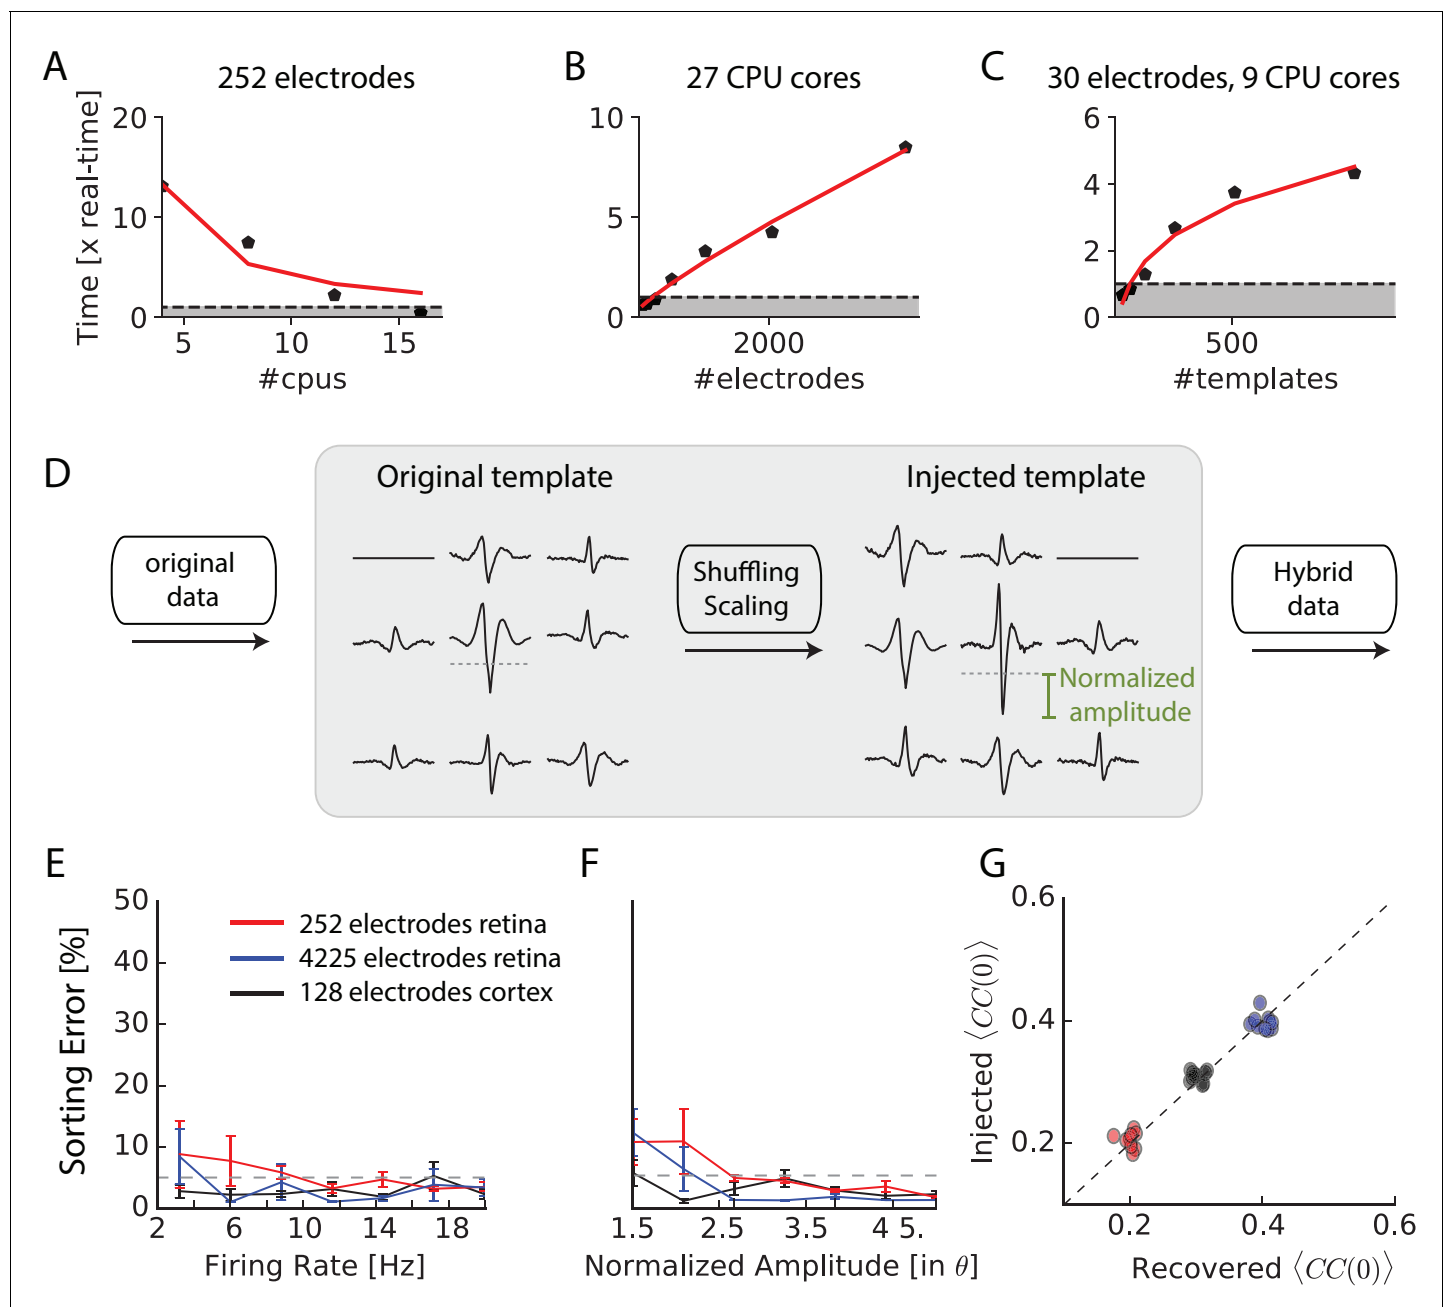 A
252 electrodes
B
27 CPU cores
C
30 electrodes, 9 CPU cores
Time [x real-time]
20
10
0
5
10
15
#cpus
10
5
0
2000
#electrodes
6
4
2
0
500
#templates
D
original
data
Original template
Shuffling
Scaling
Injected template
Normalized
amplitude
Hybrid
data
E
Sorting Error [%]
50
40
30
20
10
0
2
6
10
14
18
Firing Rate [Hz]
252 electrodes retina
4225 electrodes retina
128 electrodes cortex
F
1.5
2.5
3.5
4 5.
Normalized Amplitude [in θ]
G
Injected ⟨CC(0)⟩
0.6
0.4
0.2
0.2
0.4
0.6
Recovered ⟨CC(0)⟩